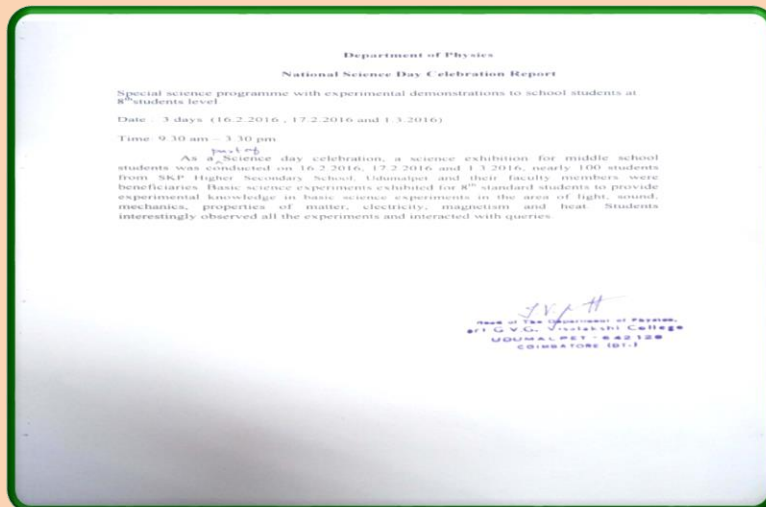 Department of Physics
National Science Day Celebration Report
Special science programme with experimental demonstrations to school students at
8th students level.
Date : 3 days (16.2.2016 , 17.2.2016 and 1.3.2016)
Time: 9.30 am – 3.30 pm
part of
As a ^ Science day celebration, a science exhibition for middle school
students was conducted on 16.2.2016, 17.2.2016 and 1.3.2016, nearly 100 students
from SKP Higher Secondary School, Udumalpet and their faculty members were
beneficiaries. Basic science experiments exhibited for 8th standard students to provide
experimental knowledge in basic science experiments in the area of light, sound,
mechanics, properties of matter, electricity, magnetism and heat. Students
interestingly observed all the experiments and interacted with queries.
Head of The Department of Physics,
Sri G.V.G. Visalakshi College
UDUMALPET - 642 128
COIMBATORE (DT.)